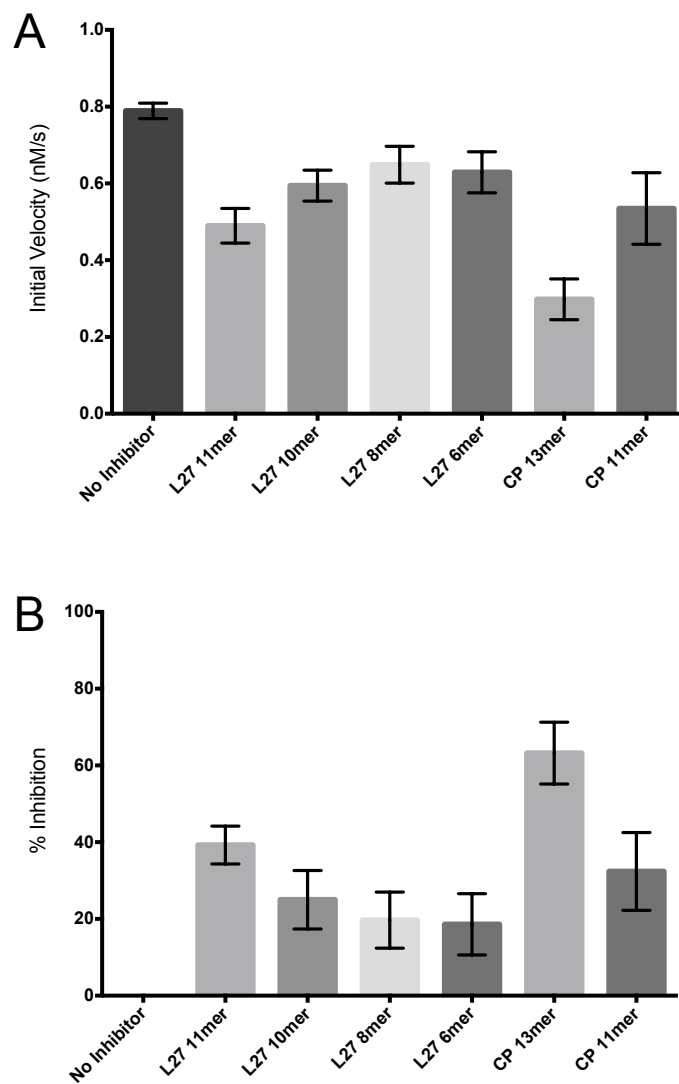 A
Initial Velocity (nM/s)
1.0
0.8
0.6
0.4
0.2
0.0
No Inhibitor
L27 11mer
L27 10mer
L27 8mer
L27 6mer
CP 13mer
CP 11mer
B
% Inhibition
100
80
60
40
20
0
No Inhibitor
L27 11mer
L27 10mer
L27 8mer
L27 6mer
CP 13mer
CP 11mer